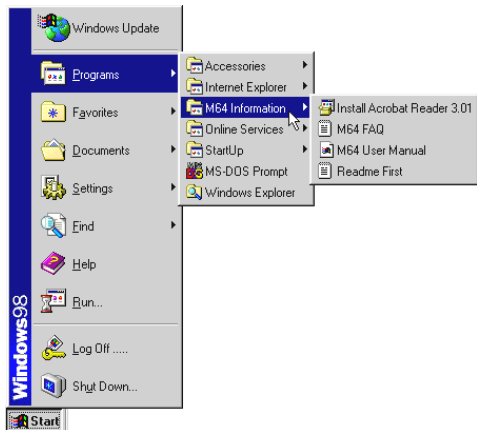 Windows Update
Programs
Favorites
Documents
Settings
Find
Help
Run...
Log Off .....
Shut Down...
Windows98
Start
Accessories
Internet Explorer
M64 Information
Online Services
StartUp
MS-DOS Prompt
Windows Explorer
Install Acrobat Reader 3.01
M64 FAQ
M64 User Manual
Readme First